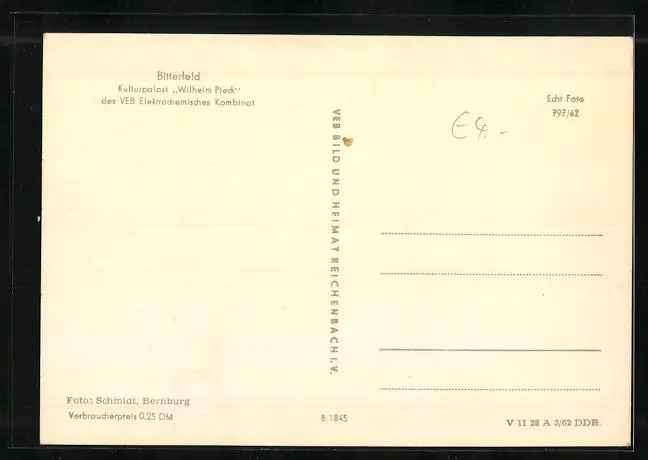 Bitterfeld
Kulturpalast „Wilhelm Pieck"
des VEB Elektrochemisches Kombinat
VEB BILD UND HEIMAT REICHENBACH I. V.
Echt Foto
797/62
E 4.-
Foto: Schmidt, Bernburg
Verbraucherpreis 0,25 DM
8/1845
V 11 28 A 3/62 DDR.